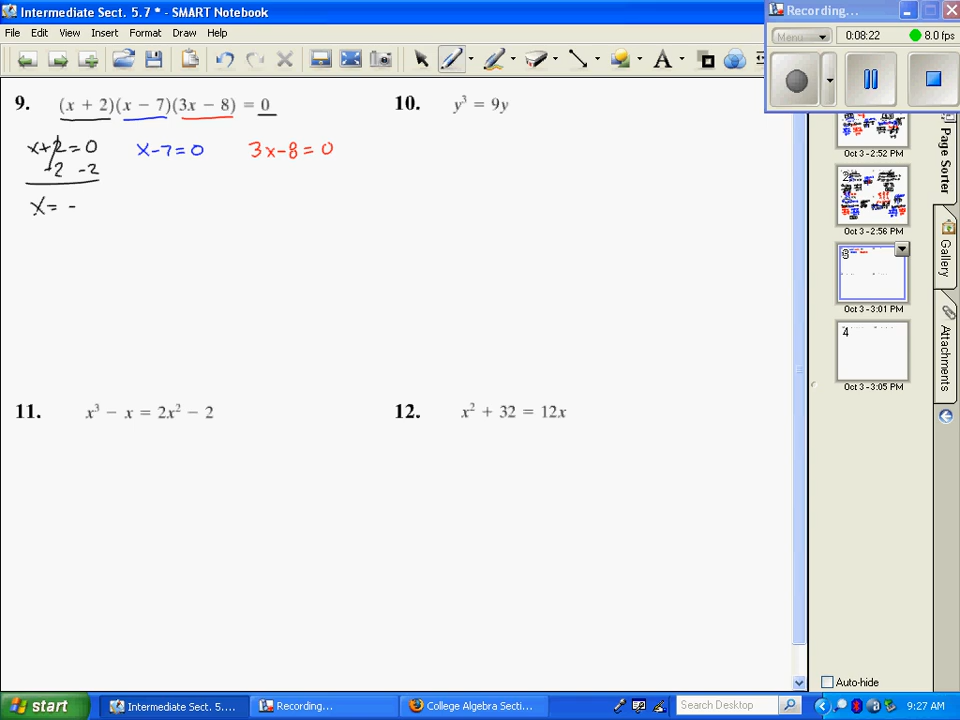 Intermediate Sect. 5.7 * - SMART Notebook
Recording...
File Edit View Insert Format Draw Help
Menu 0:08:22 8.0 fps
9. (x + 2)(x − 7)(3x − 8) = 0
10. y³ = 9y
x+2=0 x-7=0 3x-8=0
-2 -2
x= -
11. x³ − x = 2x² − 2
12. x² + 32 = 12x
Oct 3 - 2:52 PM
2
Oct 3 - 2:56 PM
3
Oct 3 - 3:01 PM
4
Oct 3 - 3:05 PM
Page Sorter
Gallery
Attachments
Auto-hide
start Intermediate Sect. 5.... Recording... College Algebra Secti... Search Desktop 9:27 AM